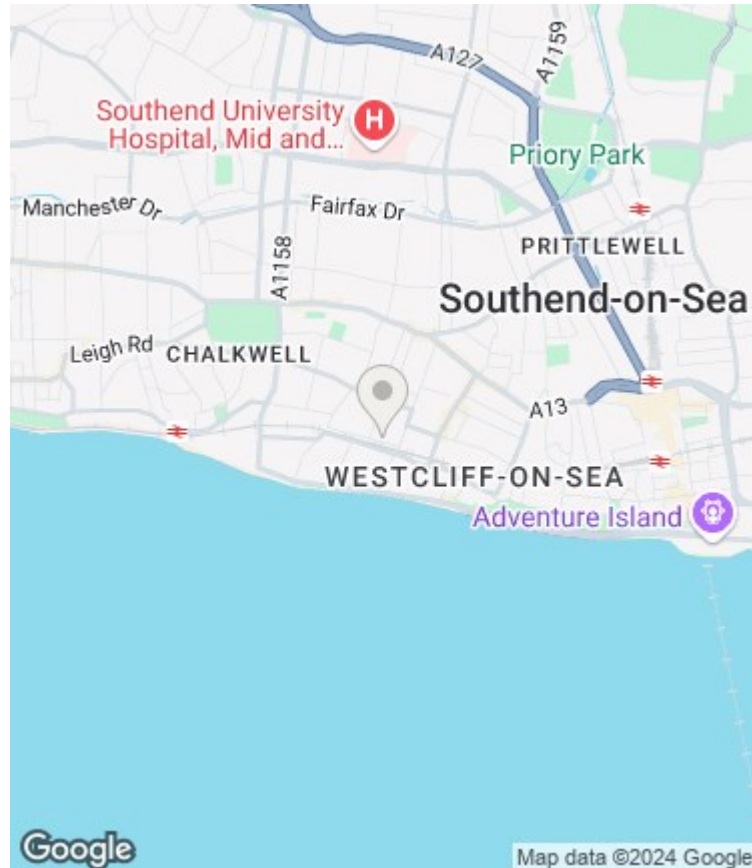 A127
A1159
Southend University
Hospital, Mid and...
H
Priory Park
Manchester Dr
Fairfax Dr
PRITTLEWELL
A1158
Southend-on-Sea
Leigh Rd
CHALKWELL
A13
WESTCLIFF-ON-SEA
Adventure Island
Google
Map data ©2024 Google